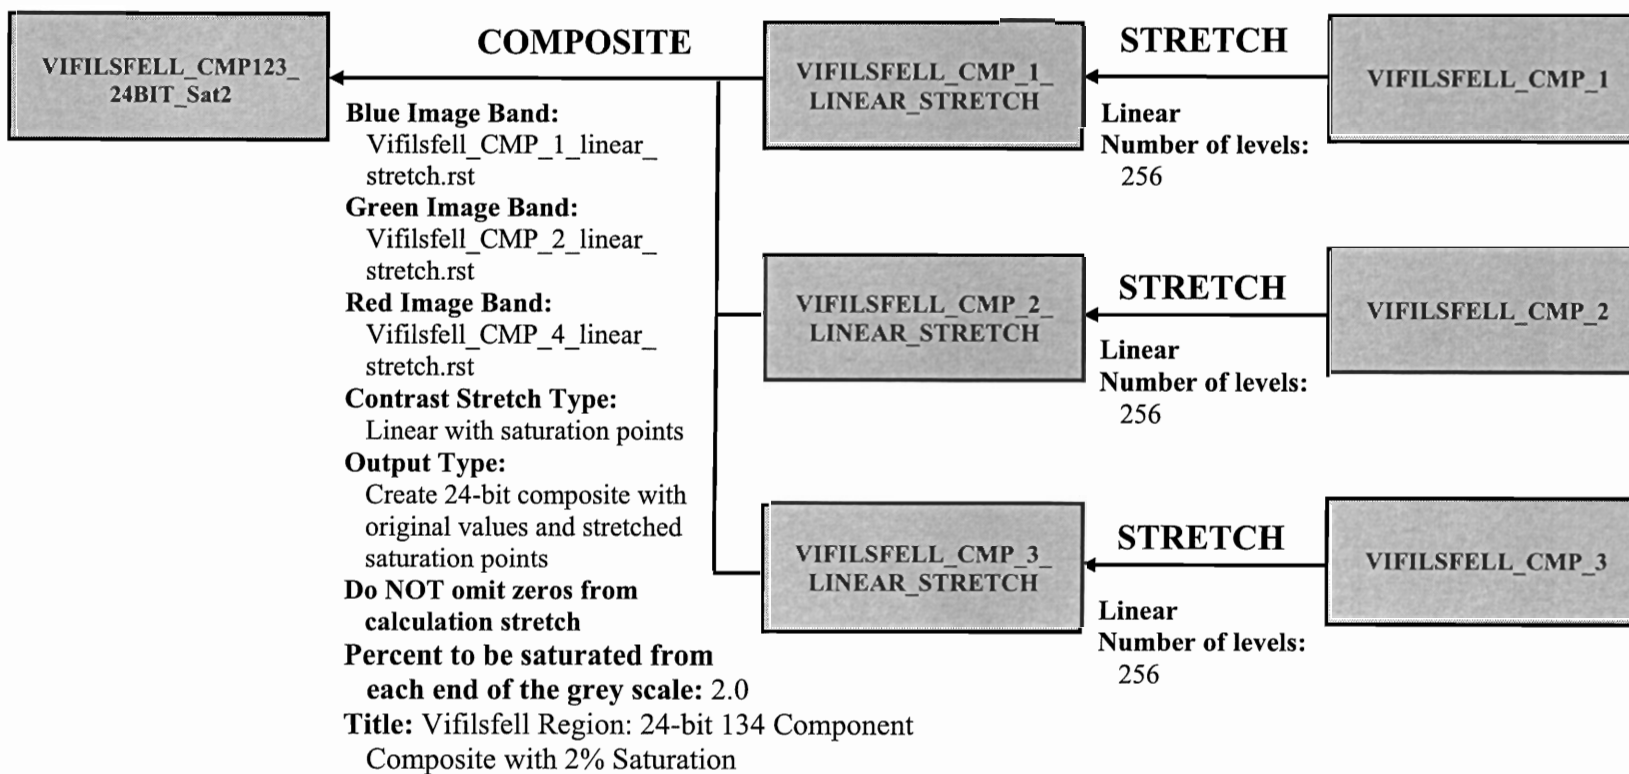 VIFILSFELL_CMP123_
24BIT_Sat2
COMPOSITE
Blue Image Band:
Vifilsfell_CMP_1_linear_
stretch.rst
Green Image Band:
Vifilsfell_CMP_2_linear_
stretch.rst
Red Image Band:
Vifilsfell_CMP_4_linear_
stretch.rst
Contrast Stretch Type:
Linear with saturation points
Output Type:
Create 24-bit composite with
original values and stretched
saturation points
Do NOT omit zeros from
calculation stretch
Percent to be saturated from
each end of the grey scale: 2.0
Title: Vifilsfell Region: 24-bit 134 Component
Composite with 2% Saturation
VIFILSFELL_CMP_1_
LINEAR_STRETCH
STRETCH
Linear
Number of levels:
256
VIFILSFELL_CMP_1
VIFILSFELL_CMP_2_
LINEAR_STRETCH
STRETCH
Linear
Number of levels:
256
VIFILSFELL_CMP_2
VIFILSFELL_CMP_3_
LINEAR_STRETCH
STRETCH
Linear
Number of levels:
256
VIFILSFELL_CMP_3